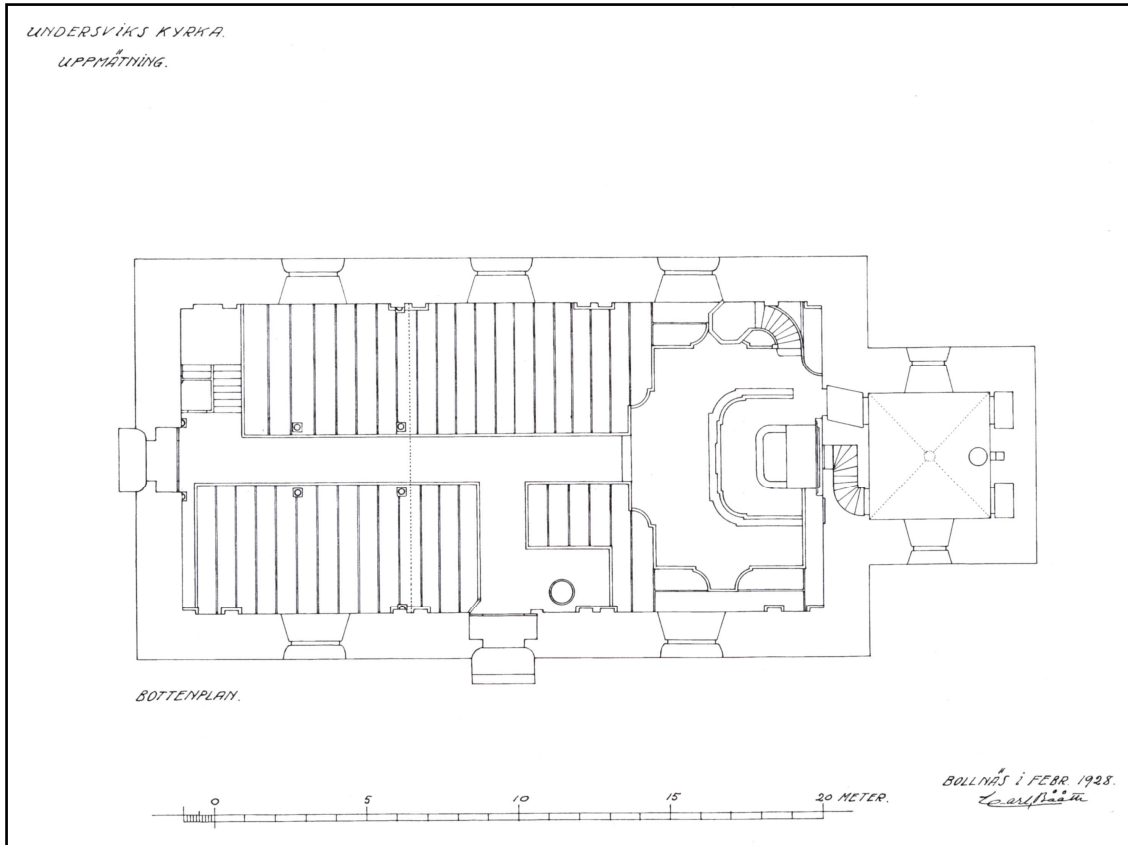 UNDERSVIKS KYRKA.
UPPMÄTNING.
BOTTENPLAN.
0 5 10 15 20 METER.
BOLLNÄS I FEBR. 1928.